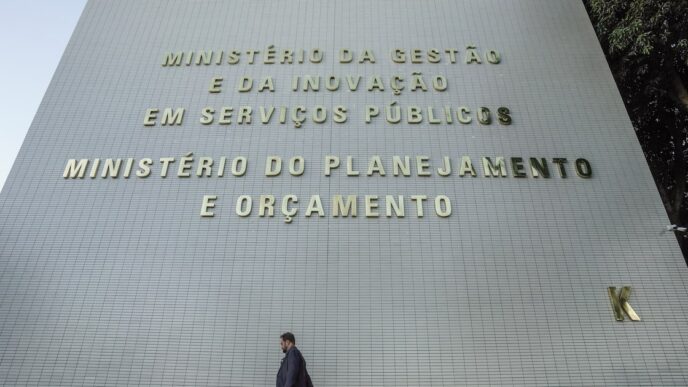 MINISTÉRIO DA GESTÃO
E DA INOVAÇÃO
EM SERVIÇOS PÚBLICOS
MINISTÉRIO DO PLANEJAMENTO
E ORÇAMENTO
K